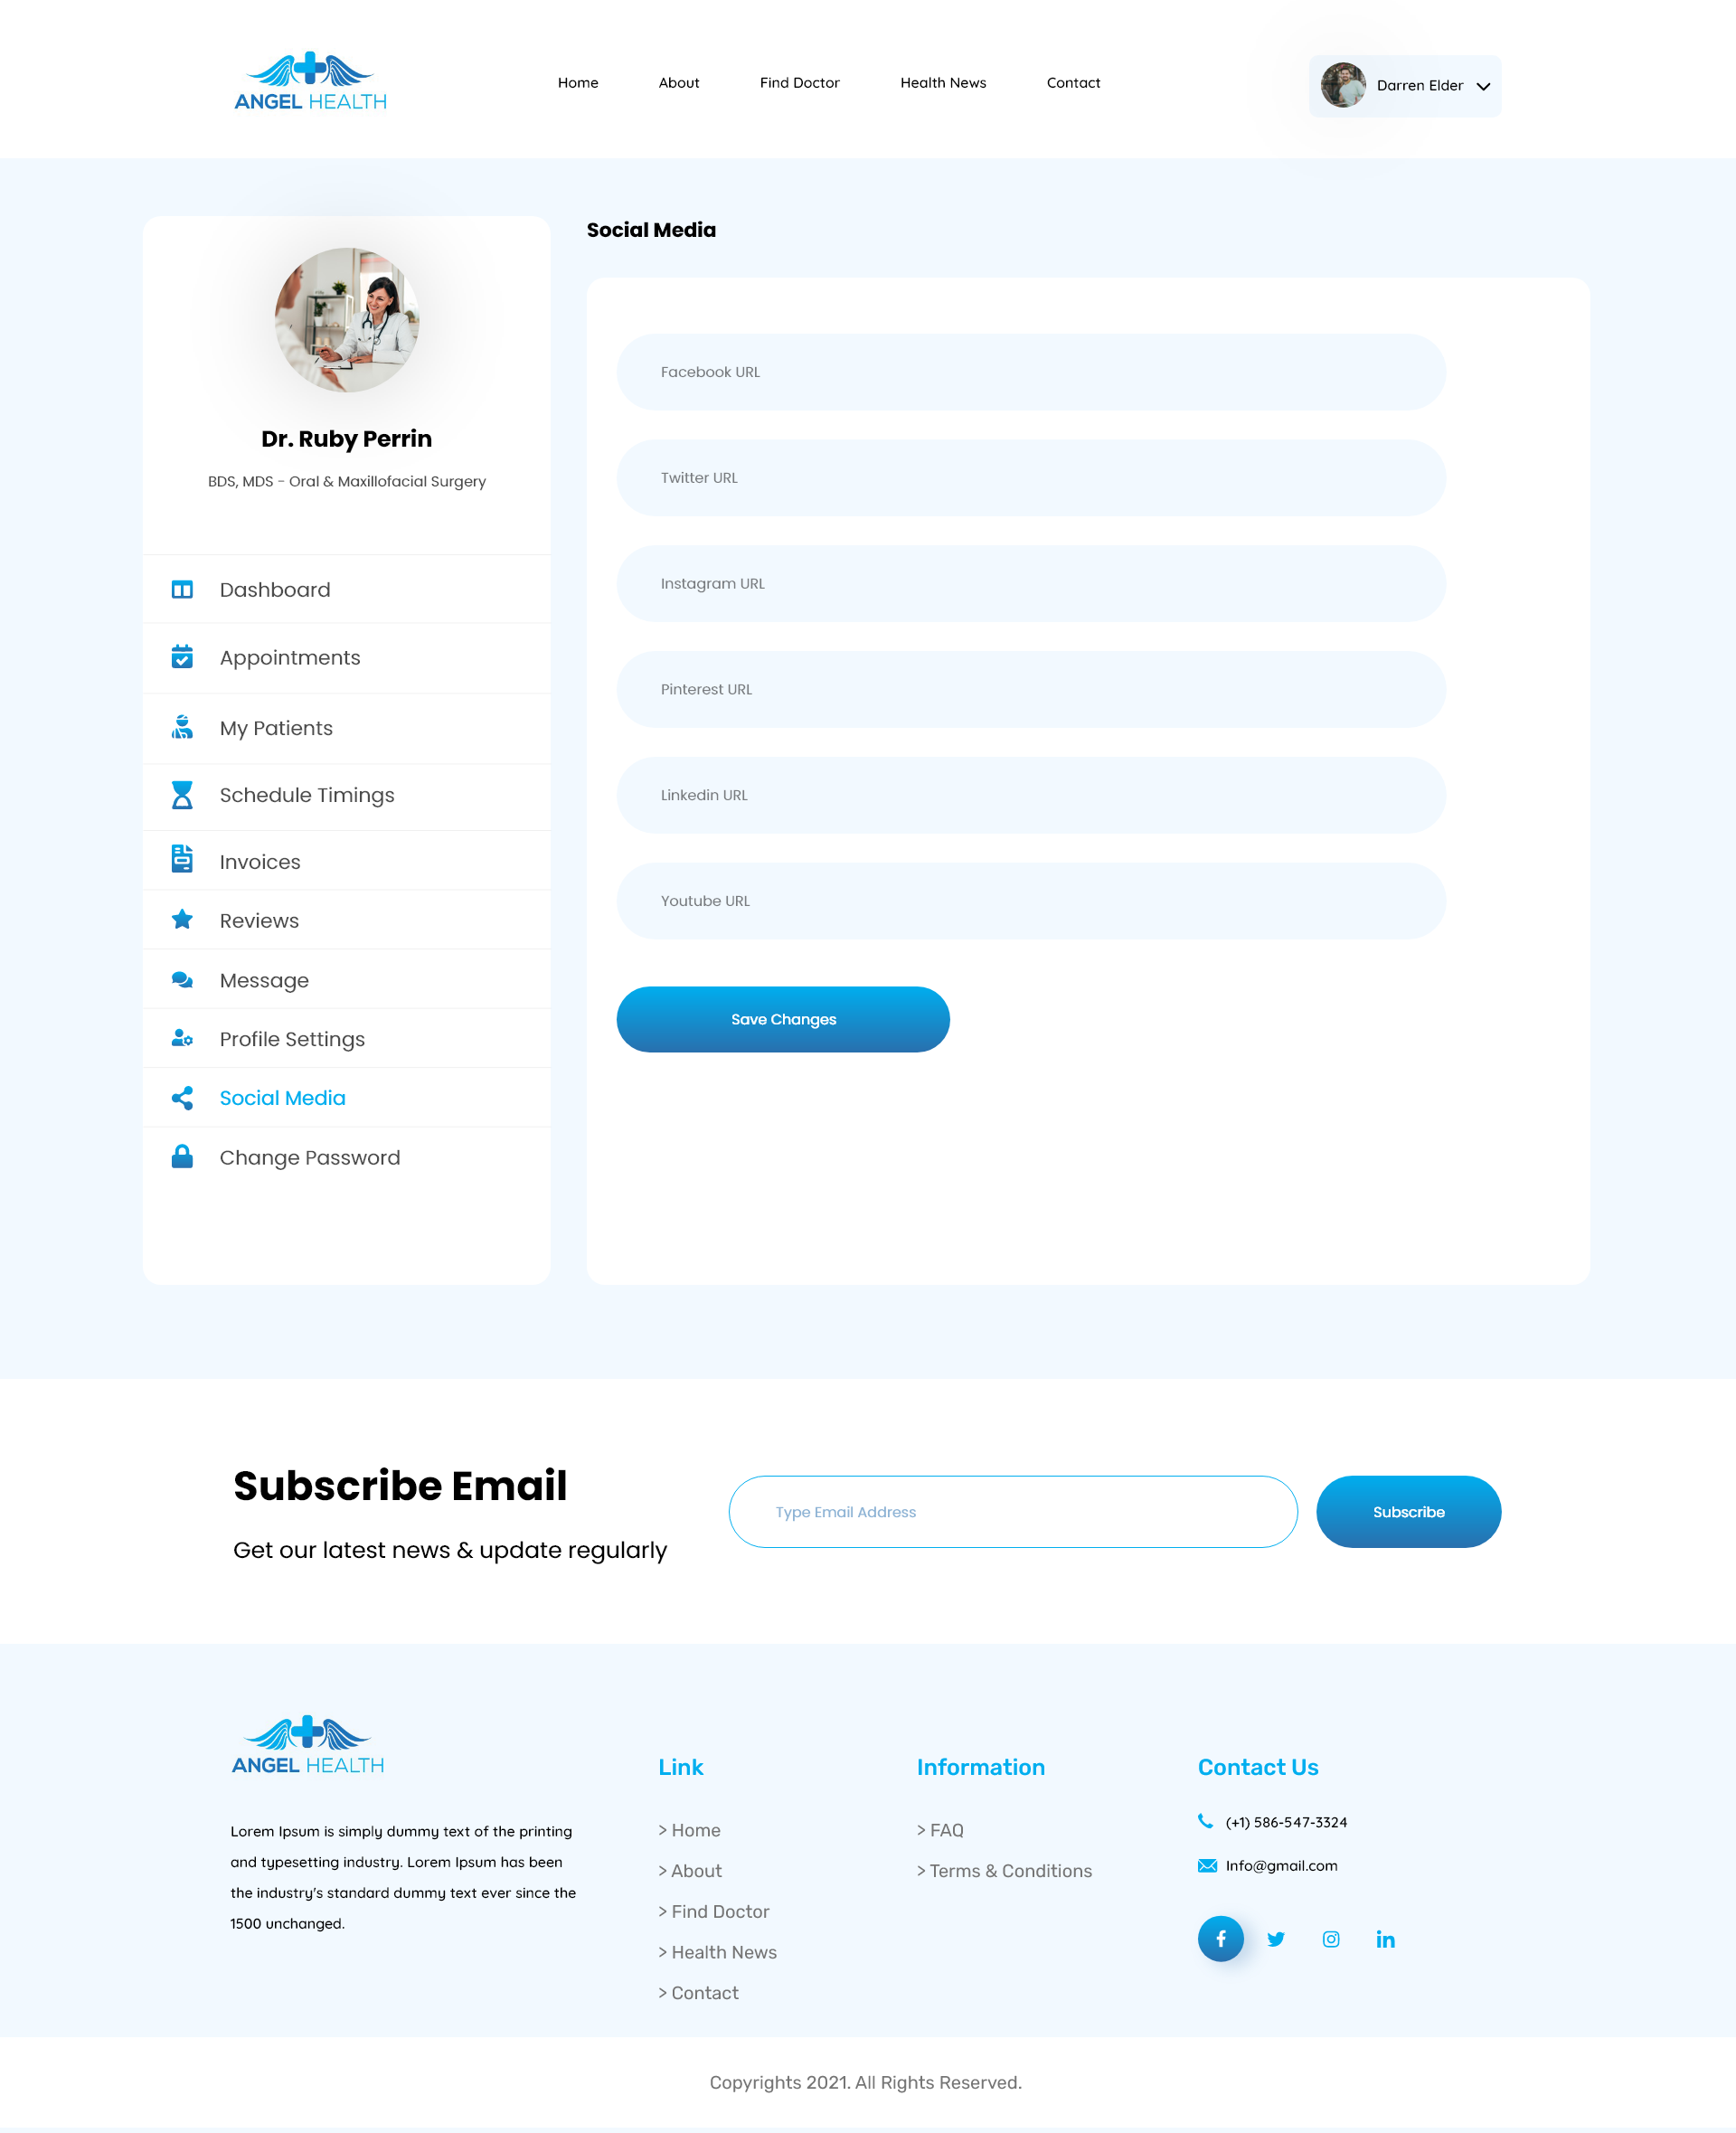 ANGEL HEALTH
Home
About
Find Doctor
Health News
Contact
Darren Elder
Dr. Ruby Perrin
BDS, MDS - Oral & Maxillofacial Surgery
Dashboard
Appointments
My Patients
Schedule Timings
Invoices
Reviews
Message
Profile Settings
Social Media
Change Password
Social Media
Facebook URL
Twitter URL
Instagram URL
Pinterest URL
Linkedin URL
Youtube URL
Save Changes
Subscribe Email
Get our latest news & update regularly
Type Email Address
Subscribe
ANGEL HEALTH
Lorem Ipsum is simply dummy text of the printing
and typesetting industry. Lorem Ipsum has been
the industry's standard dummy text ever since the
1500 unchanged.
Link
> Home
> About
> Find Doctor
> Health News
> Contact
Information
> FAQ
> Terms & Conditions
Contact Us
(+1) 586-547-3324
Info@gmail.com
Copyrights 2021. All Rights Reserved.